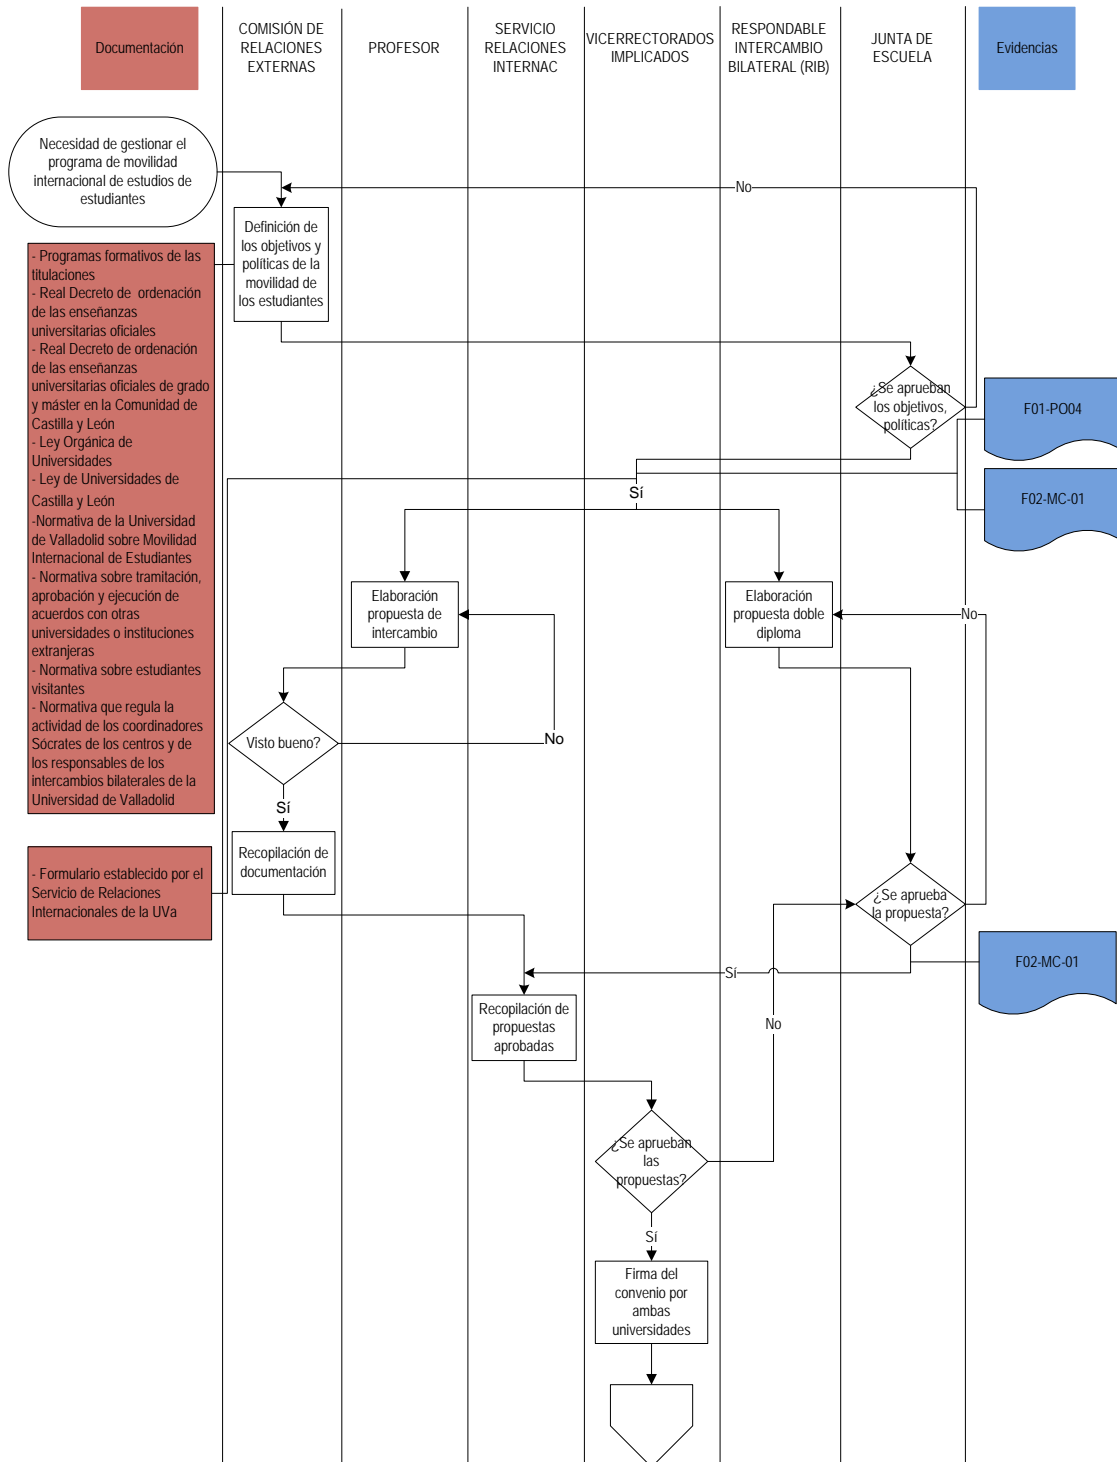 Documentación
COMISIÓN DE
RELACIONES
EXTERNAS
PROFESOR
SERVICIO
RELACIONES
INTERNAC
VICERRECTORADOS
IMPLICADOS
RESPONDABLE
INTERCAMBIO
BILATERAL (RIB)
JUNTA DE
ESCUELA
Evidencias
Necesidad de gestionar el
programa de movilidad
internacional de estudios de
estudiantes
No
Definición de
los objetivos y
políticas de la
movilidad de
los estudiantes
- Programas formativos de las
titulaciones
- Real Decreto de ordenación
de las enseñanzas
universitarias oficiales
- Real Decreto de ordenación
de las enseñanzas
universitarias oficiales de grado
y máster en la Comunidad de
Castilla y León
- Ley Orgánica de
Universidades
- Ley de Universidades de
Castilla y León
-Normativa de la Universidad
de Valladolid sobre Movilidad
Internacional de Estudiantes
- Normativa sobre tramitación,
aprobación y ejecución de
acuerdos con otras
universidades o instituciones
extranjeras
- Normativa sobre estudiantes
visitantes
- Normativa que regula la
actividad de los coordinadores
Sócrates de los centros y de
los responsables de los
intercambios bilaterales de la
Universidad de Valladolid
¿Se aprueban
los objetivos,
políticas?
F01-PO04
F02-MC-01
Sí
Elaboración
propuesta de
intercambio
Elaboración
propuesta doble
diploma
No
Visto bueno?
No
Sí
Recopilación de
documentación
- Formulario establecido por el
Servicio de Relaciones
Internacionales de la UVa
¿Se aprueba
la propuesta?
F02-MC-01
Sí
Recopilación de
propuestas
aprobadas
No
¿Se aprueban
las
propuestas?
Sí
Firma del
convenio por
ambas
universidades